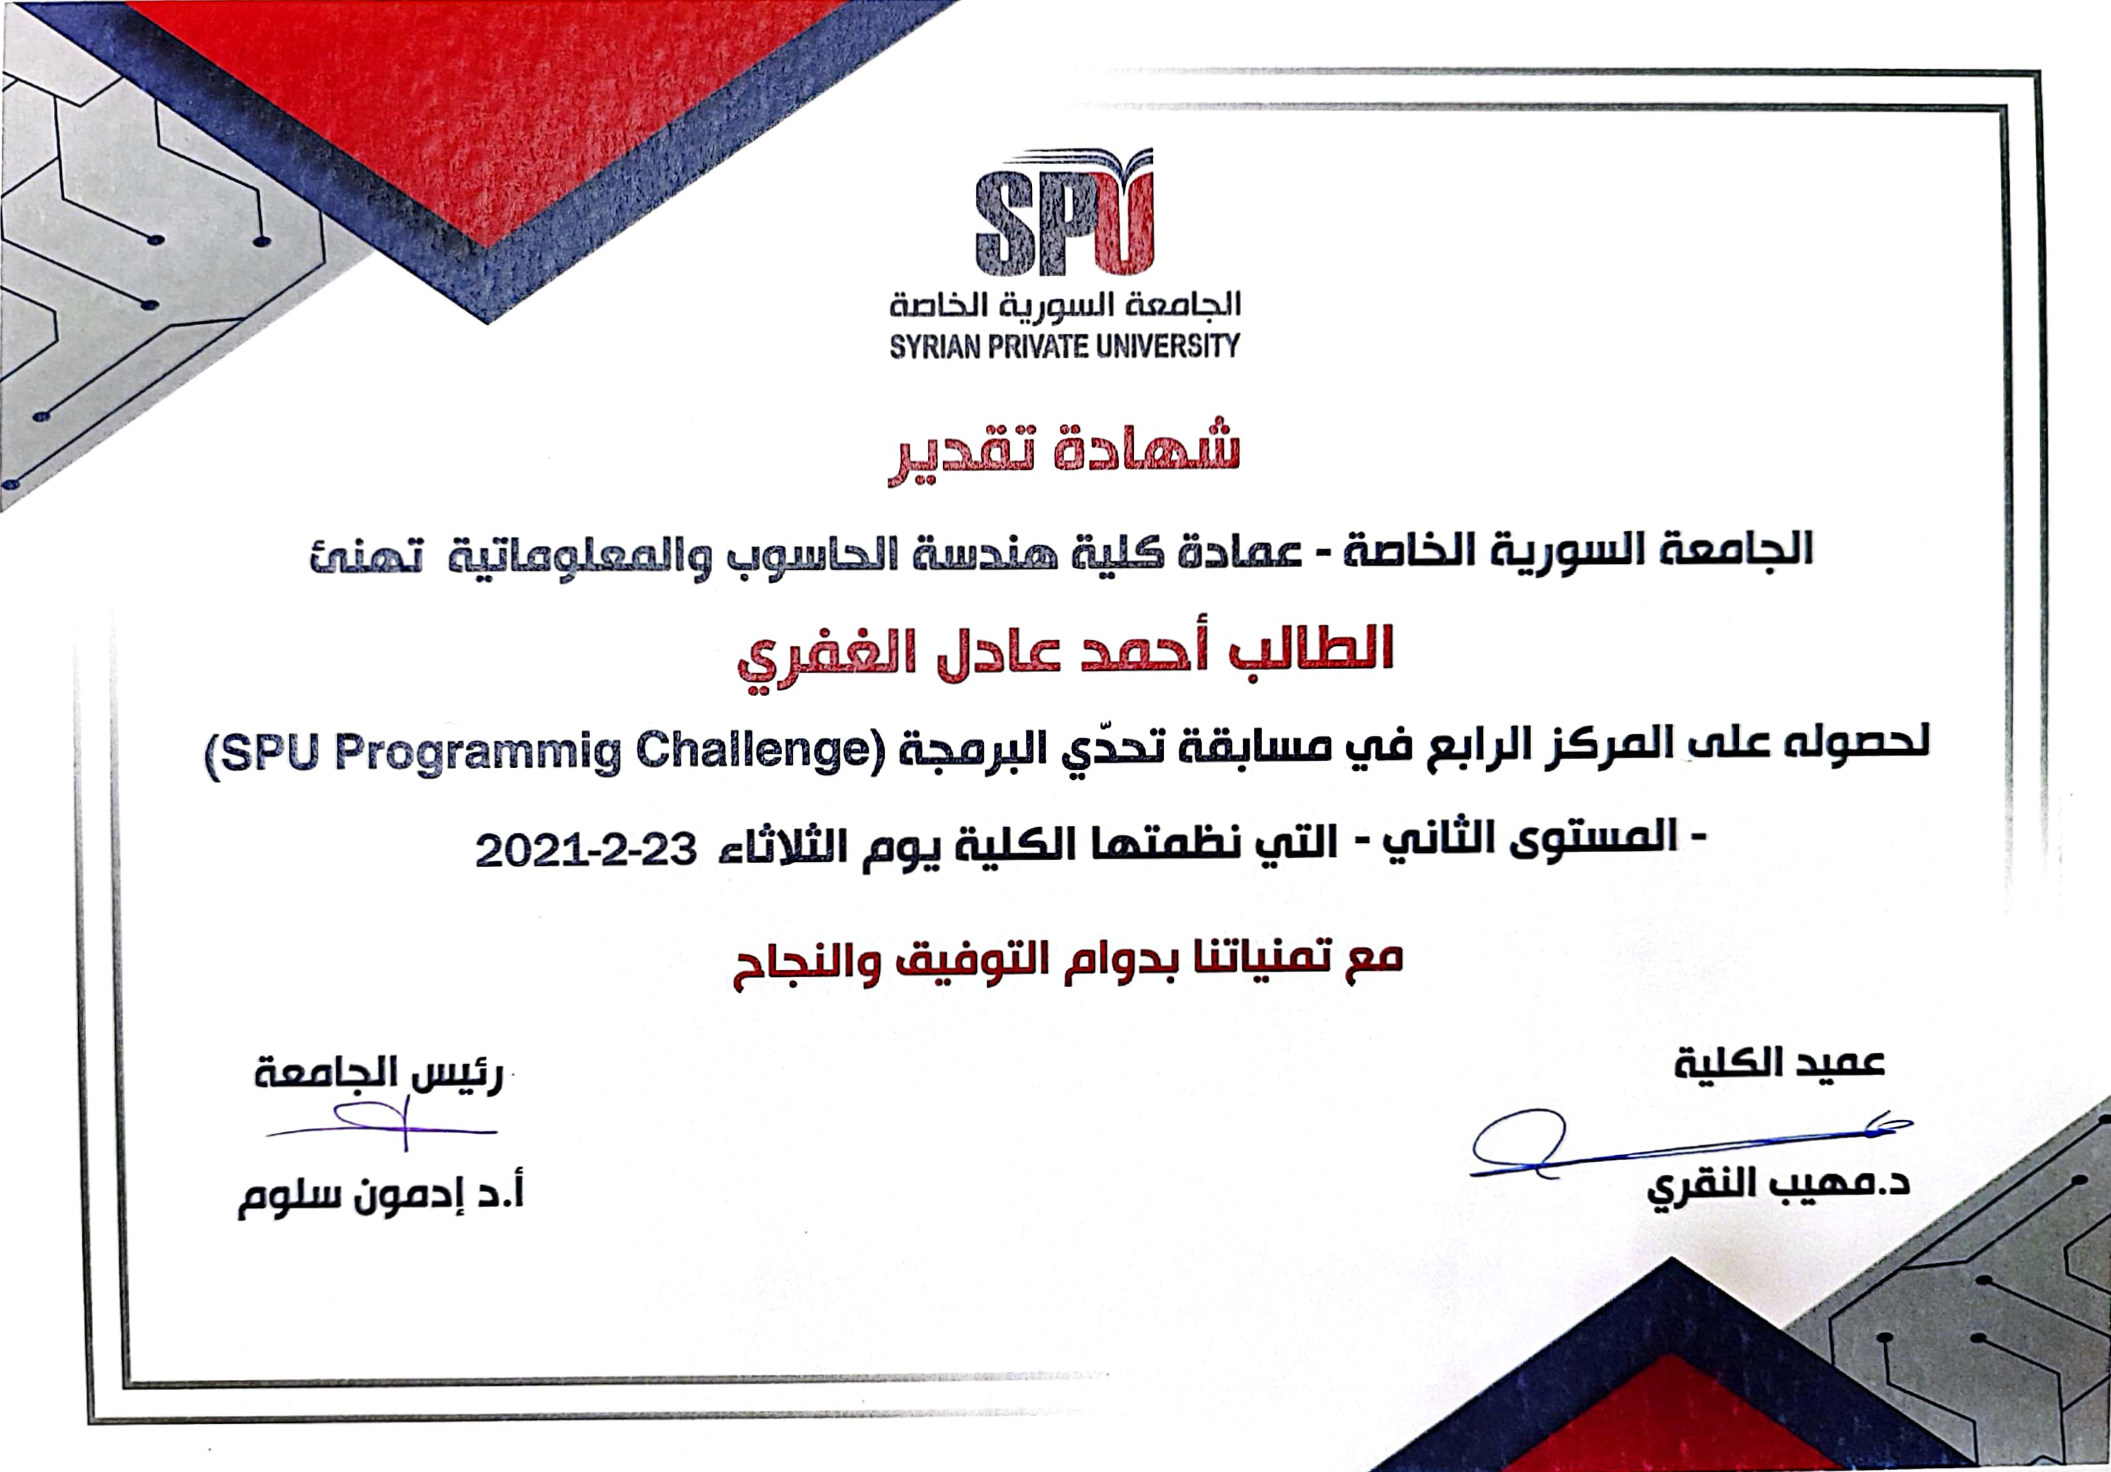 SPU
الجامعة السورية الخاصة
SYRIAN PRIVATE UNIVERSITY
شهادة تقدير
الجامعة السورية الخاصة - عمادة كلية هندسة الحاسوب والمعلوماتية تهنئ
الطالب أحمد عادل الغفري
لحصوله على المركز الرابع في مسابقة تحدّي البرمجة (SPU Programmig Challenge)
- المستوى الثاني - التي نظمتها الكلية يوم الثلاثاء 23-2-2021
مع تمنياتنا بدوام التوفيق والنجاح
عميد الكلية
رئيس الجامعة
د.مهيب النقري
أ.د إدمون سلوم